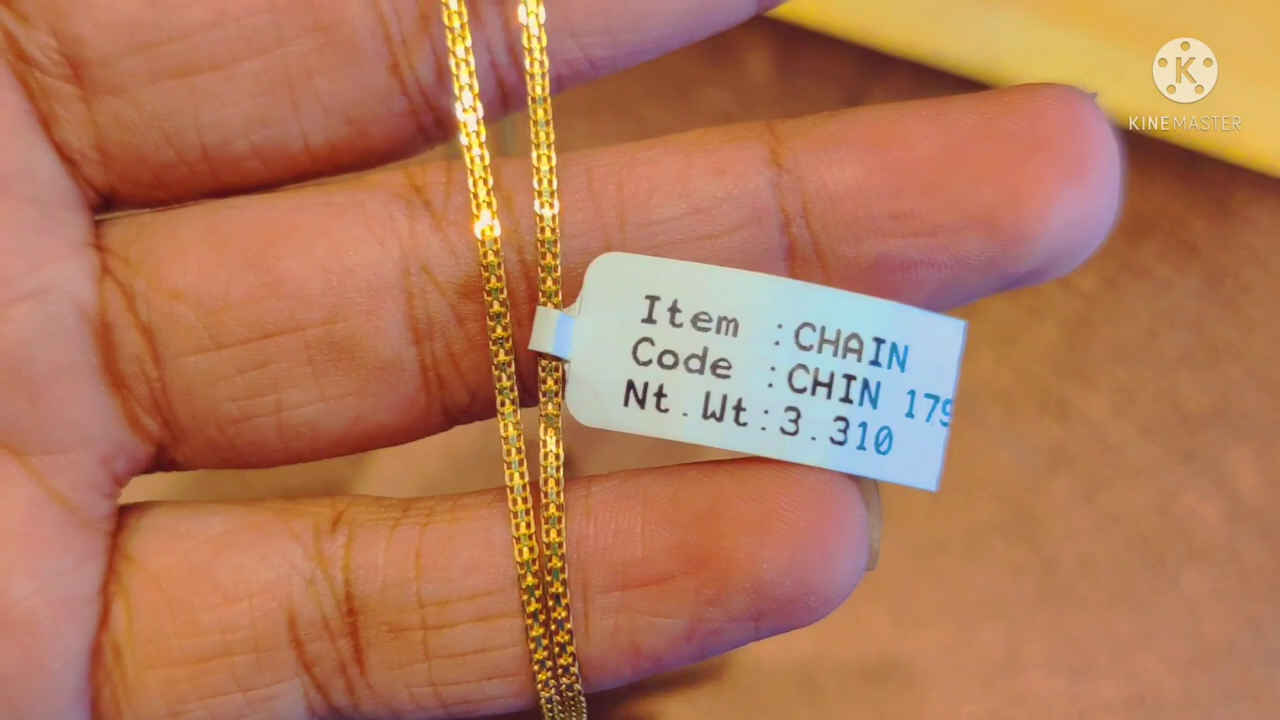 K
KINEMASTER
Item :CHAIN
Code :CHIN 179
Nt.Wt:3.310